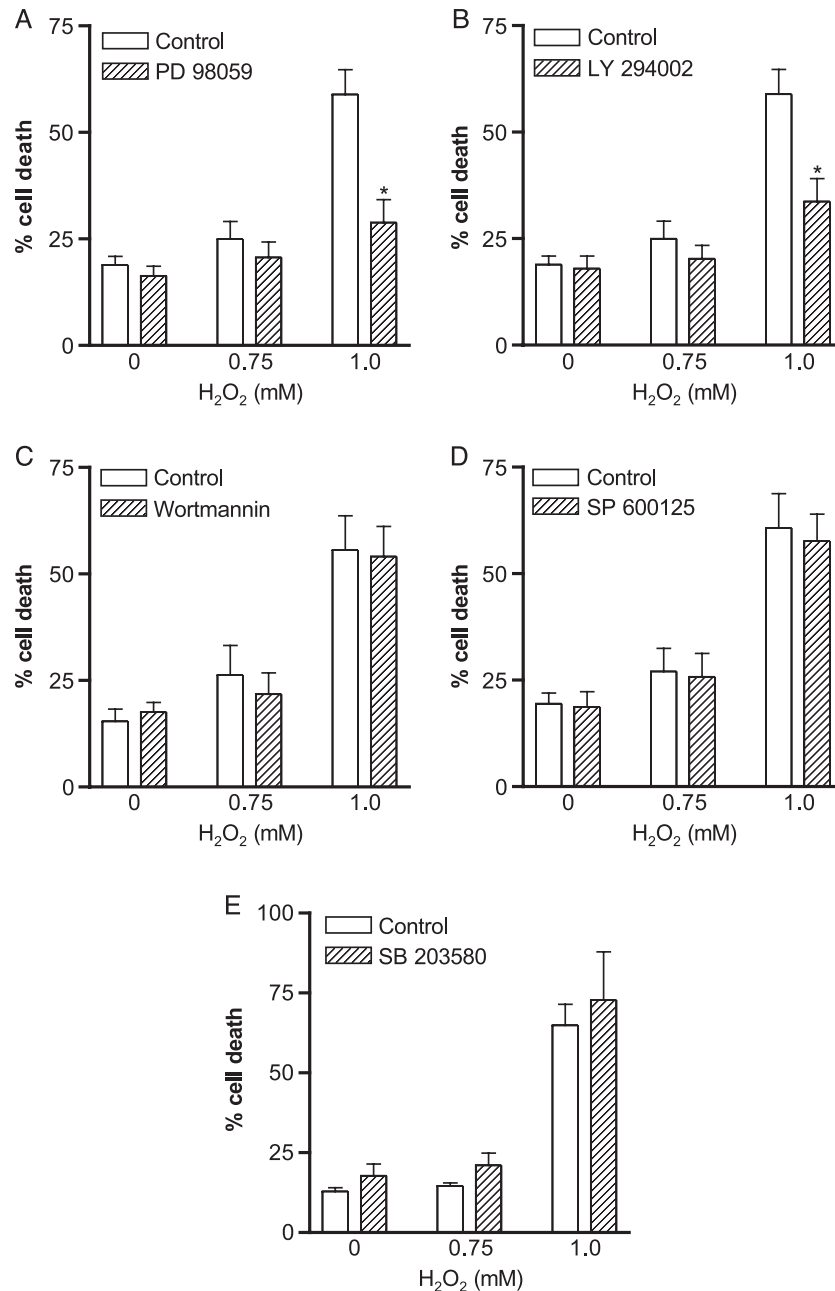 A
75
Control
PD 98059
50
*
25
0
% cell death
0
0.75
1.0
H₂O₂ (mM)
B
75
Control
LY 294002
50
*
25
0
% cell death
0
0.75
1.0
H₂O₂ (mM)
C
75
Control
Wortmannin
50
25
0
% cell death
0
0.75
1.0
H₂O₂ (mM)
D
75
Control
SP 600125
50
25
0
% cell death
0
0.75
1.0
H₂O₂ (mM)
E
100
Control
SB 203580
75
50
25
0
% cell death
0
0.75
1.0
H₂O₂ (mM)